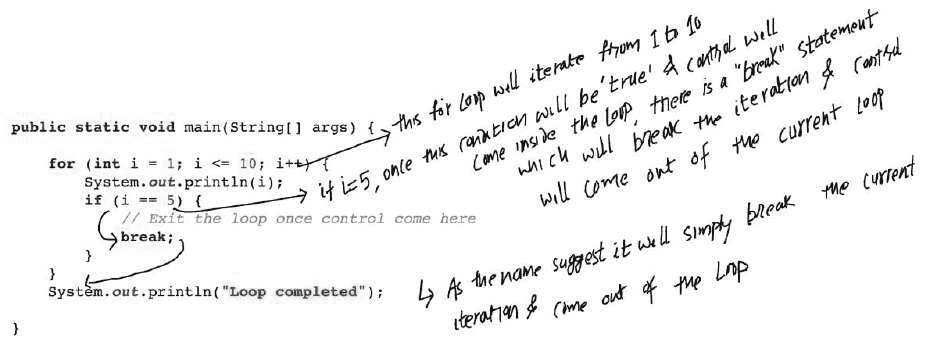 public static void main(String[] args) {
for (int i = 1; i <= 10; i++) {
System.out.println(i);
if (i == 5) {
// Exit the loop once control come here
break;
}
}
System.out.println("Loop completed");
}
this for Loop will iterate from 1 to 10
if i=5, once this condition will be 'true' & control will
come inside the loop, there is a "break" statement
which will break the iteration & control
will come out of the current loop
↳ As the name suggest it will simply break the current
iteration & come out of the Loop